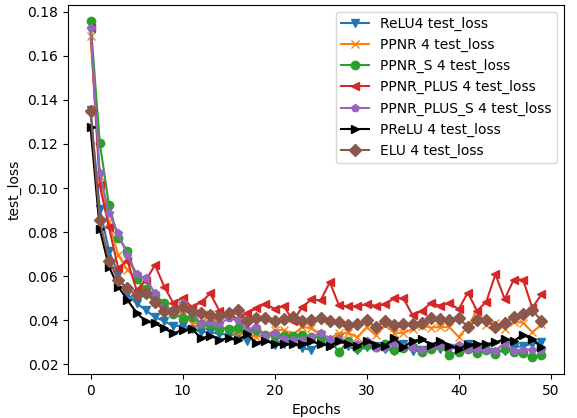 0.18
0.16
0.14
0.12
0.10
0.08
0.06
0.04
0.02
test_loss
ReLU4 test_loss
PPNR 4 test_loss
PPNR_S 4 test_loss
PPNR_PLUS 4 test_loss
PPNR_PLUS_S 4 test_loss
PReLU 4 test_loss
ELU 4 test_loss
0 10 20 30 40 50
Epochs